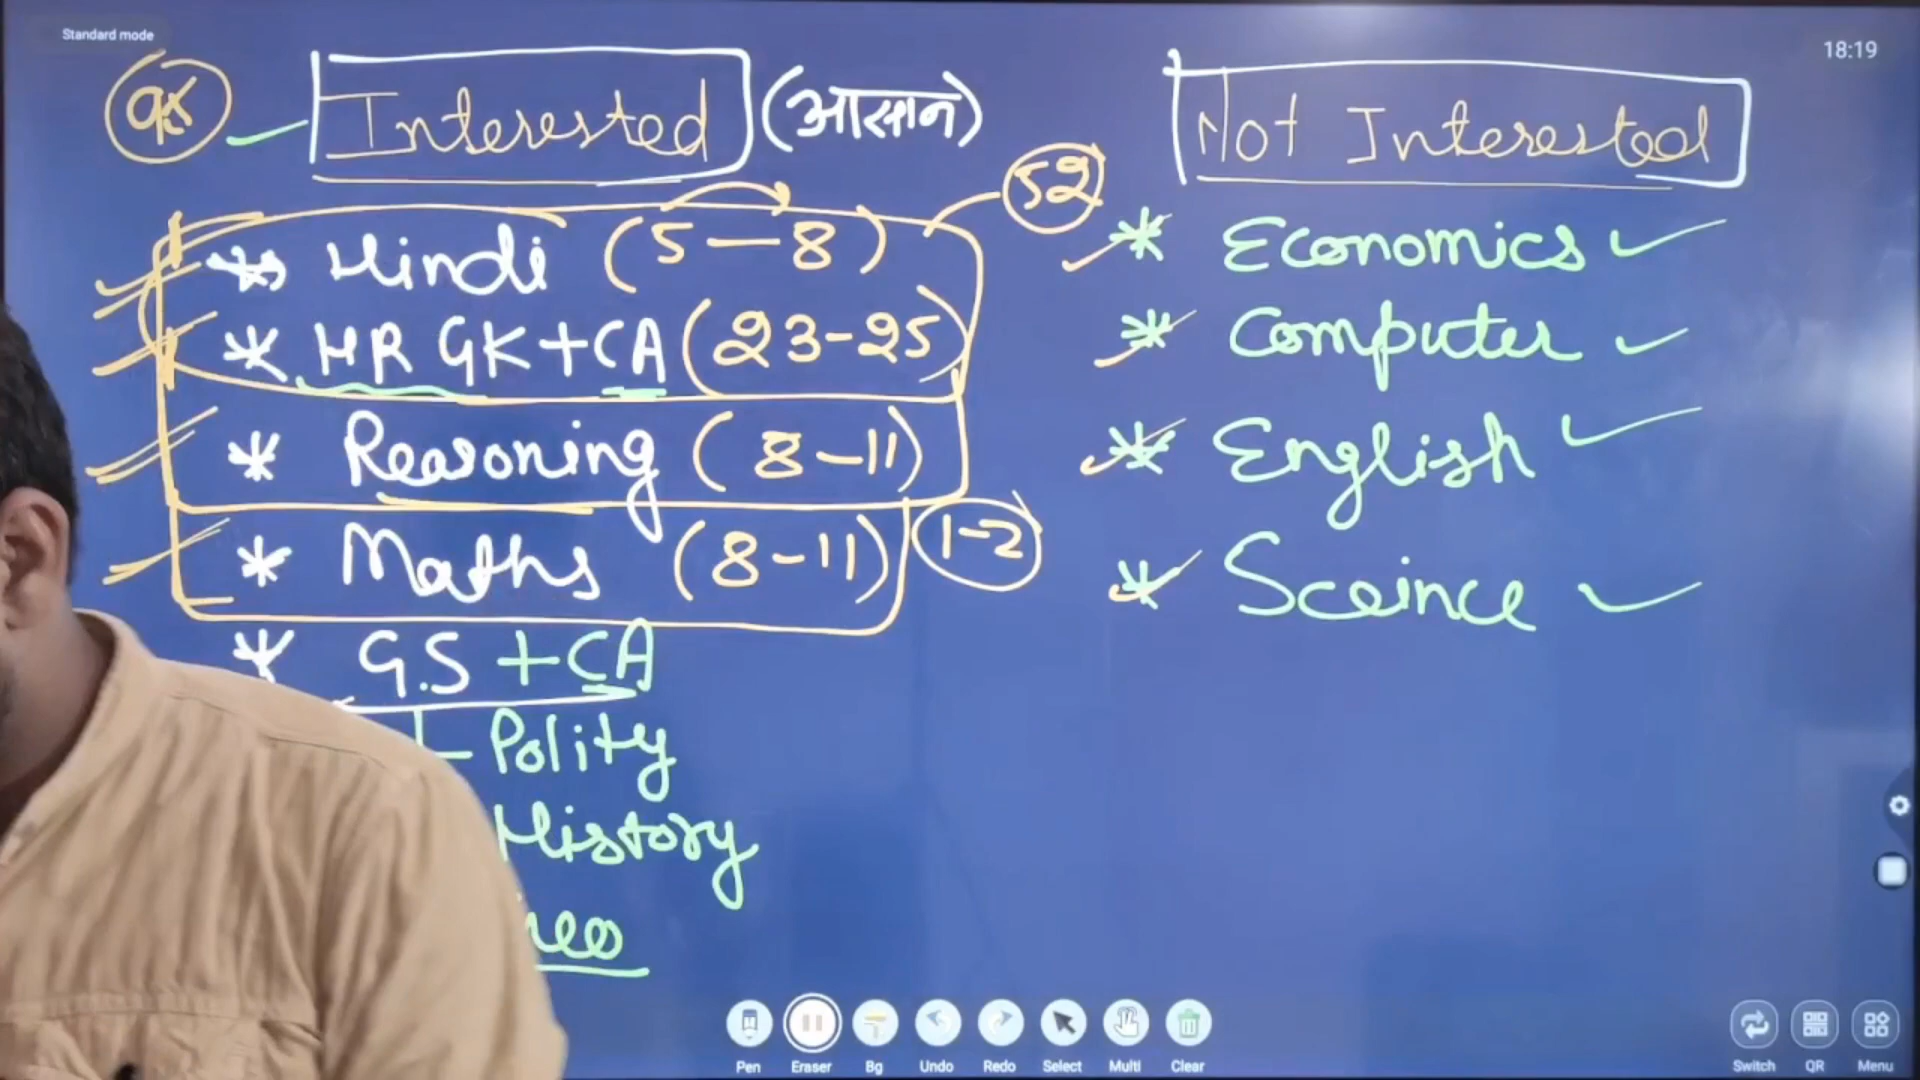 Standard mode
18:19
Interested (आसान)
52
* Hindi (5-8)
* HR GK+CA (23-25)
* Reasoning (8-11)
* Maths (8-11) 1-2
* G.S +CA
Polity
History
Not Interested
* Economics
* Computer
* English
* Sceince
Pen Eraser Bg Undo Redo Select Multi Clear
Switch QR Menu